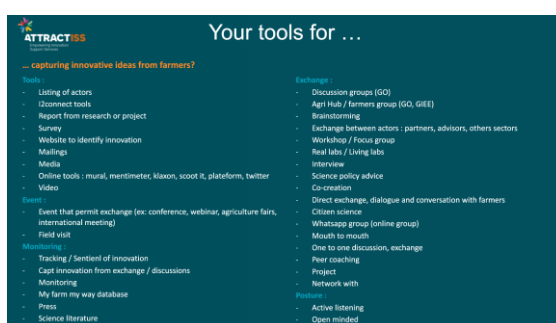 ATTRACTISS
Empowering Innovation
Support Services
Your tools for …
… capturing innovative ideas from farmers?
Tools :
- Listing of actors
- I2connect tools
- Report from research or project
- Survey
- Website to identify innovation
- Mailings
- Media
- Online tools : mural, mentimeter, klaxon, scoot it, plateform, twitter
- Video
Event :
- Event that permit exchange (ex: conference, webinar, agriculture fairs,
international meeting)
- Field visit
Monitoring :
- Tracking / Sentienl of innovation
- Capt innovation from exchange / discussions
- Monitoring
- My farm my way database
- Press
- Science literature
Exchange :
- Discussion groups (GO)
- Agri Hub / farmers group (GO, GIEE)
- Brainstorming
- Exchange between actors : partners, advisors, others sectors
- Workshop / Focus group
- Real labs / Living labs
- Interview
- Science policy advice
- Co-creation
- Direct exchange, dialogue and conversation with farmers
- Citizen science
- Whatsapp group (online group)
- Mouth to mouth
- One to one discussion, exchange
- Peer coaching
- Project
- Network with
Posture :
- Active listening
- Open minded